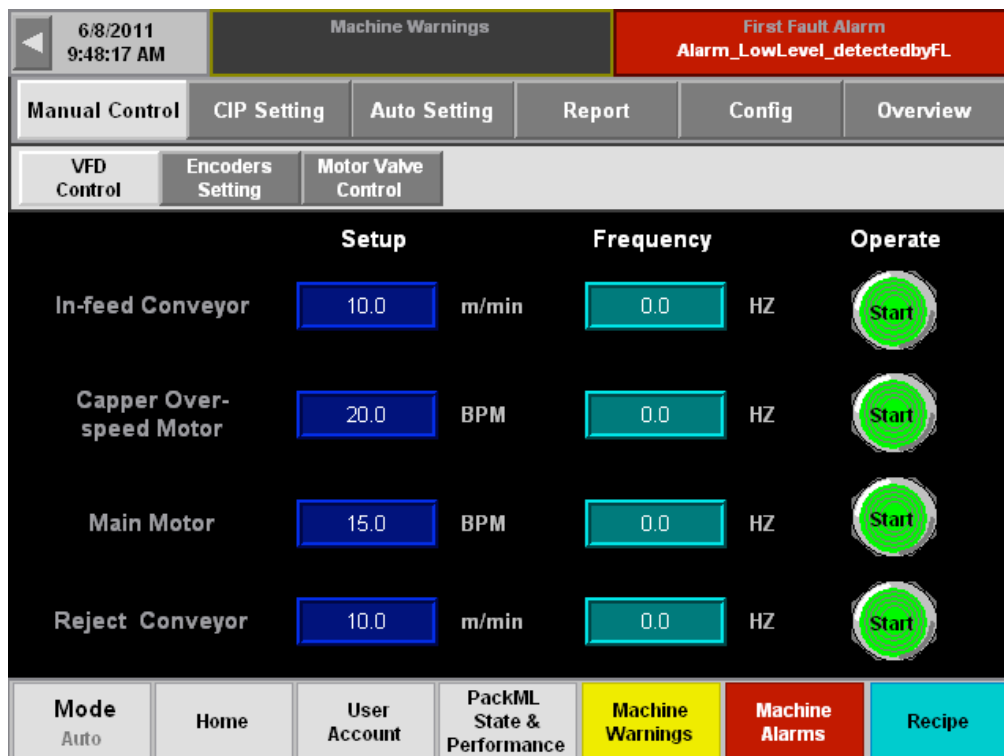 6/8/2011
9:48:17 AM
Machine Warnings
First Fault Alarm
Alarm_LowLevel_detectedbyFL
Manual Control
CIP Setting
Auto Setting
Report
Config
Overview
VFD
Control
Encoders
Setting
Motor Valve
Control
Setup
Frequency
Operate
In-feed Conveyor
10.0
m/min
0.0
HZ
Start
Capper Over-
speed Motor
20.0
BPM
0.0
HZ
Start
Main Motor
15.0
BPM
0.0
HZ
Start
Reject Conveyor
10.0
m/min
0.0
HZ
Start
Mode
Auto
Home
User
Account
PackML
State &
Performance
Machine
Warnings
Machine
Alarms
Recipe